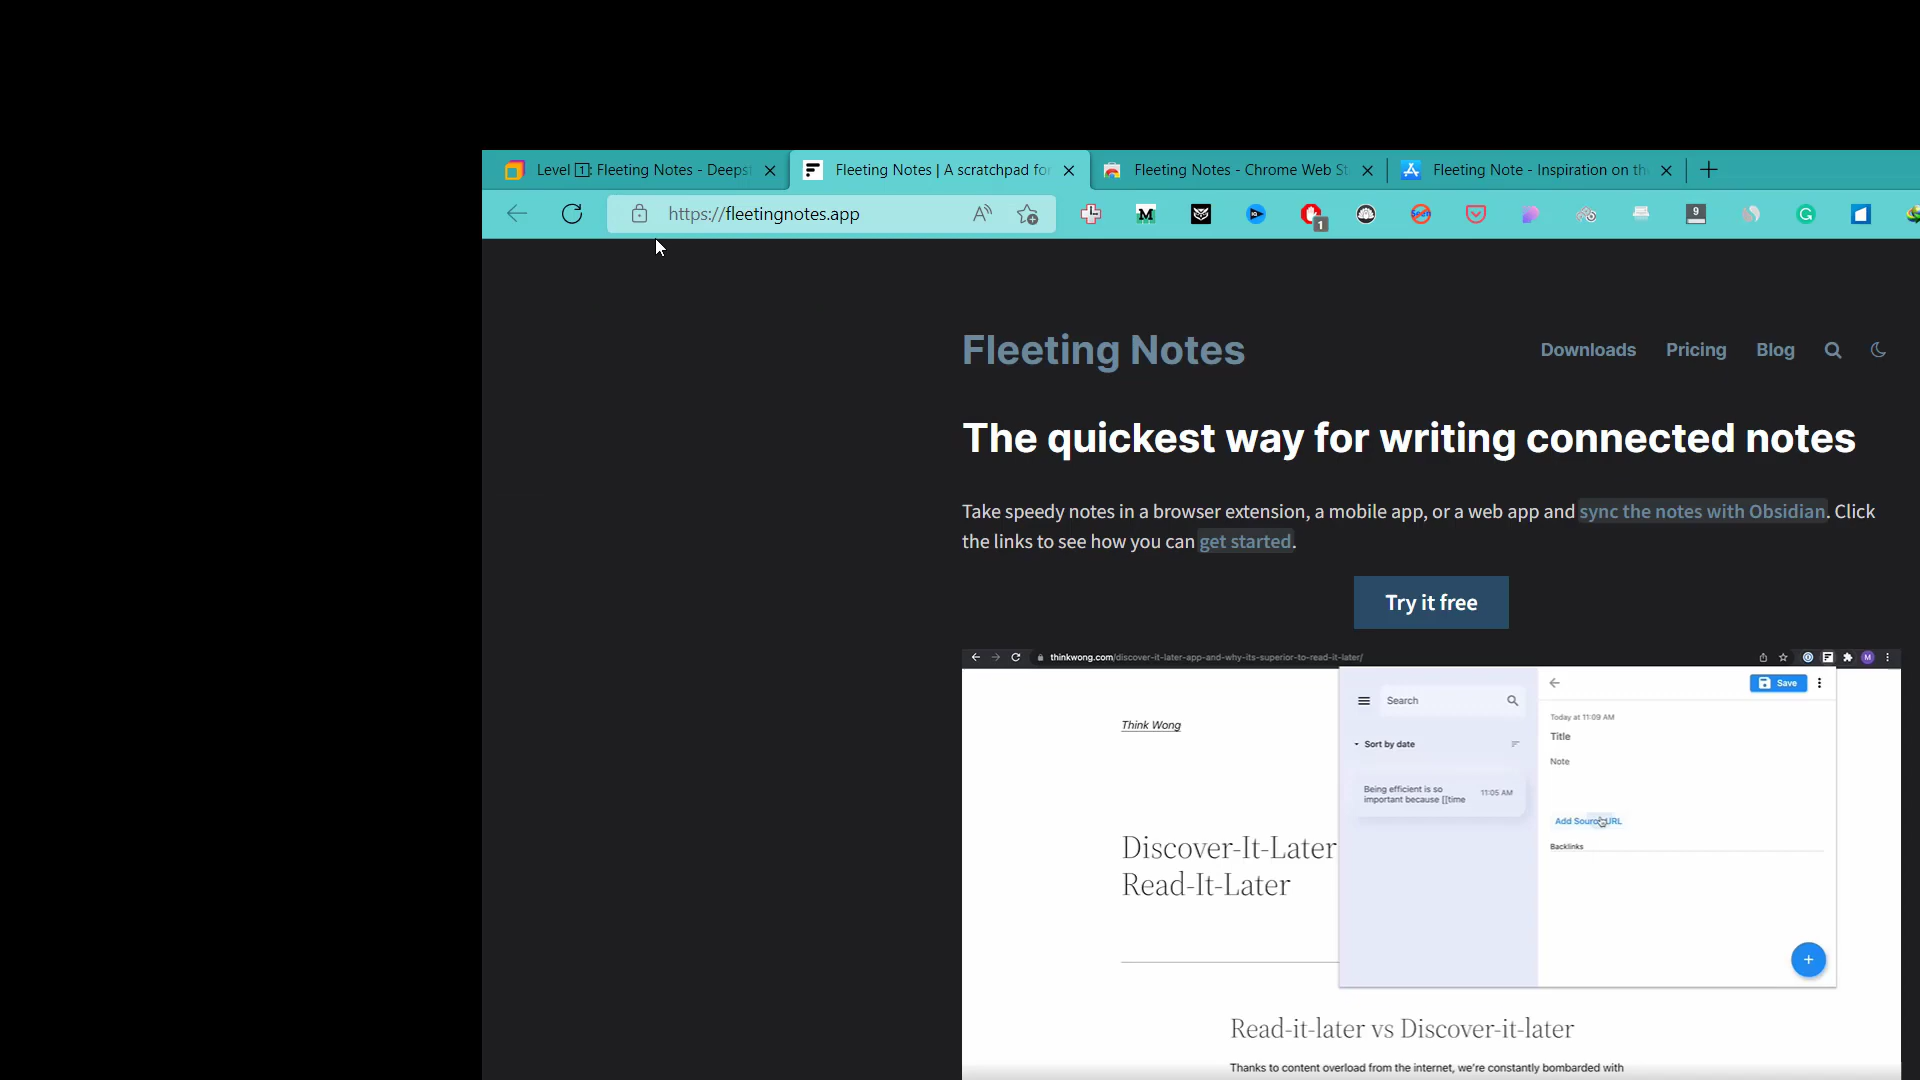 Level 1: Fleeting Notes - Deeps
Fleeting Notes | A scratchpad for
Fleeting Notes - Chrome Web St
Fleeting Note - Inspiration on th
https://fleetingnotes.app
1
9
Fleeting Notes
Downloads
Pricing
Blog
The quickest way for writing connected notes
Take speedy notes in a browser extension, a mobile app, or a web app and sync the notes with Obsidian. Click
the links to see how you can get started.
Try it free
thinkwong.com/discover-it-later-app-and-why-its-superior-to-read-it-later/
M
Think Wong
Search
Save
Today at 11:09 AM
Title
Sort by date
Note
Being efficient is so
important because [[time
11:05 AM
Add Source URL
Backlinks
Discover-It-Later
Read-It-Later
Read-it-later vs Discover-it-later
Thanks to content overload from the internet, we're constantly bombarded with